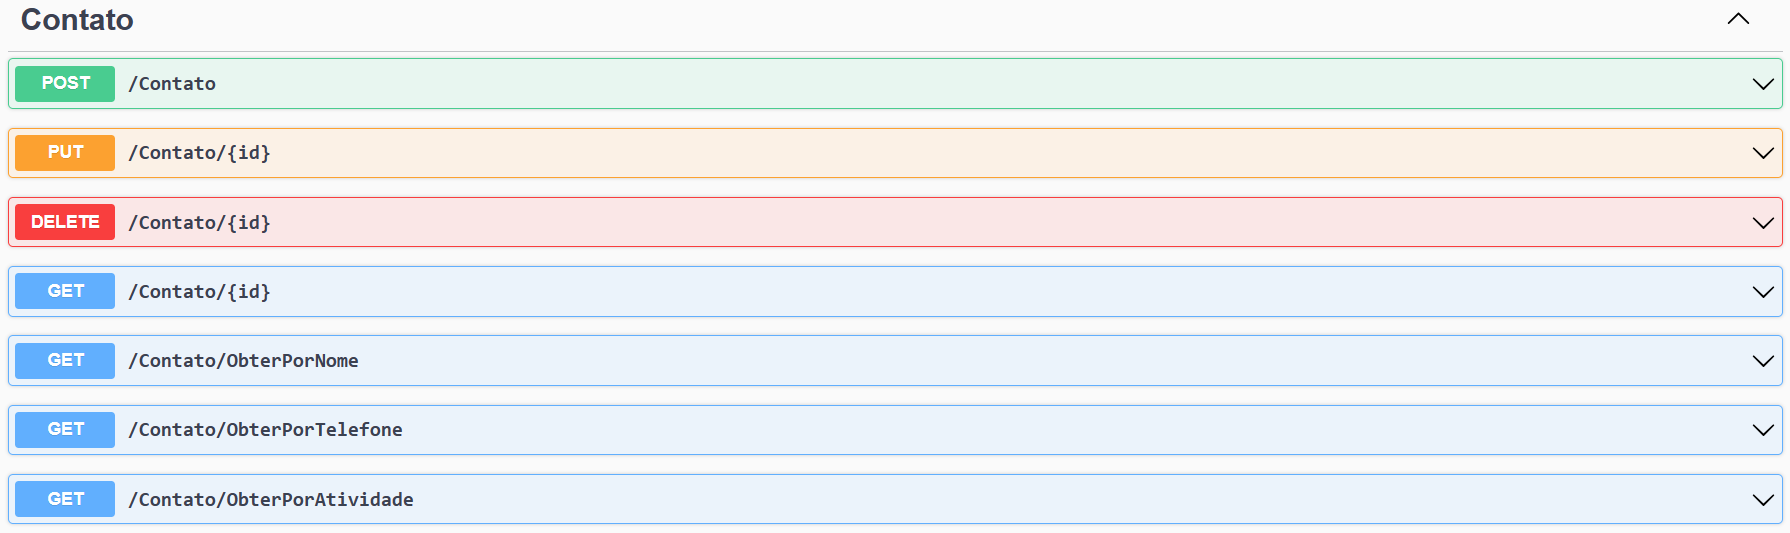 Contato
POST /Contato
PUT /Contato/{id}
DELETE /Contato/{id}
GET /Contato/{id}
GET /Contato/ObterPorNome
GET /Contato/ObterPorTelefone
GET /Contato/ObterPorAtividade